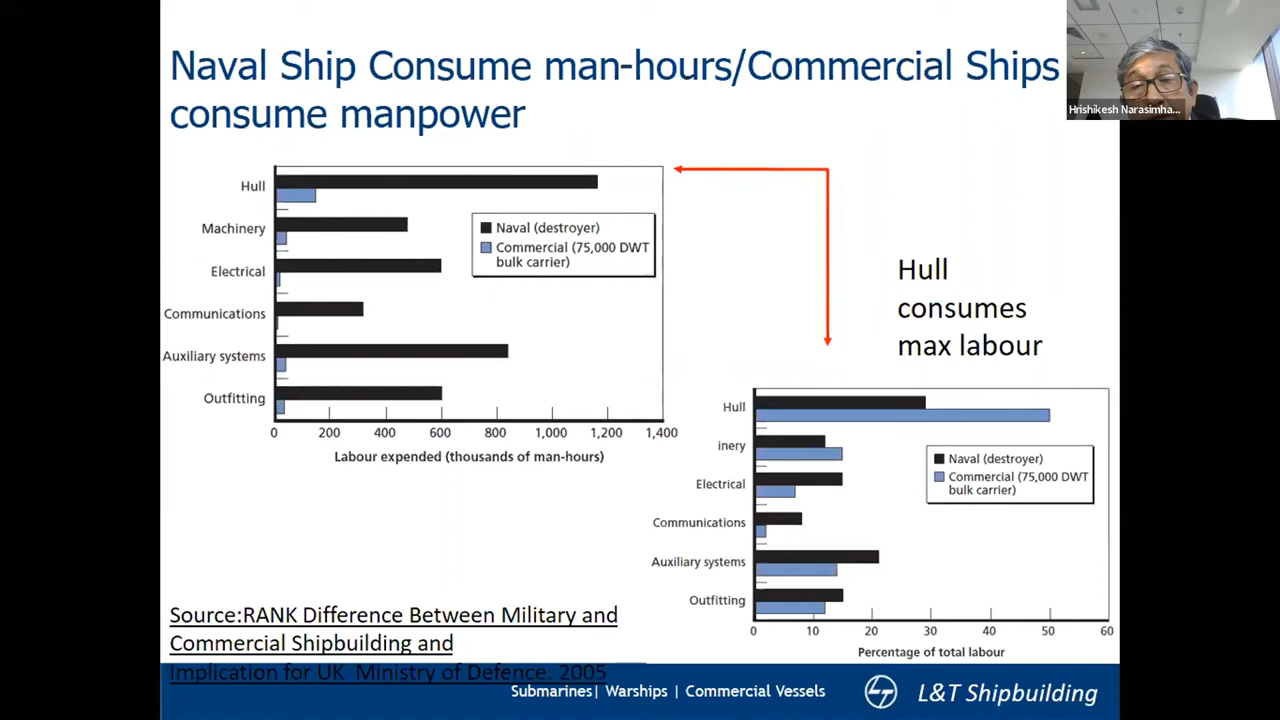 Naval Ship Consume man-hours/Commercial Ships
consume manpower
Hrishikesh Narasimha...
Hull
Machinery
Electrical
Communications
Auxiliary systems
Outfitting
Naval (destroyer)
Commercial (75,000 DWT
bulk carrier)
0 200 400 600 800 1,000 1,200 1,400
Labour expended (thousands of man-hours)
Hull
consumes
max labour
Hull
inery
Electrical
Communications
Auxiliary systems
Outfitting
Naval (destroyer)
Commercial (75,000 DWT
bulk carrier)
0 10 20 30 40 50 60
Percentage of total labour
Source:RANK Difference Between Military and
Commercial Shipbuilding and
Implication for UK Ministry of Defence. 2005
Submarines| Warships | Commercial Vessels
L&T Shipbuilding